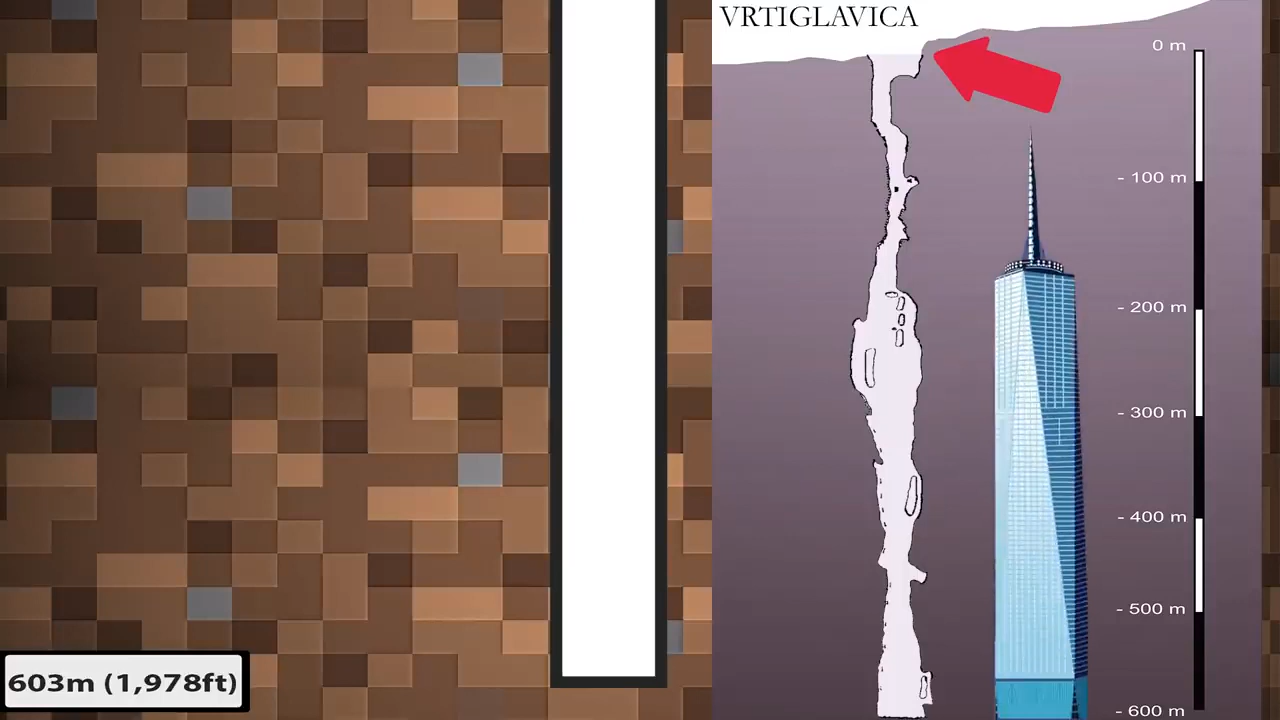 VRTIGLAVICA
0 m
- 100 m
- 200 m
- 300 m
- 400 m
- 500 m
- 600 m
603m (1,978ft)